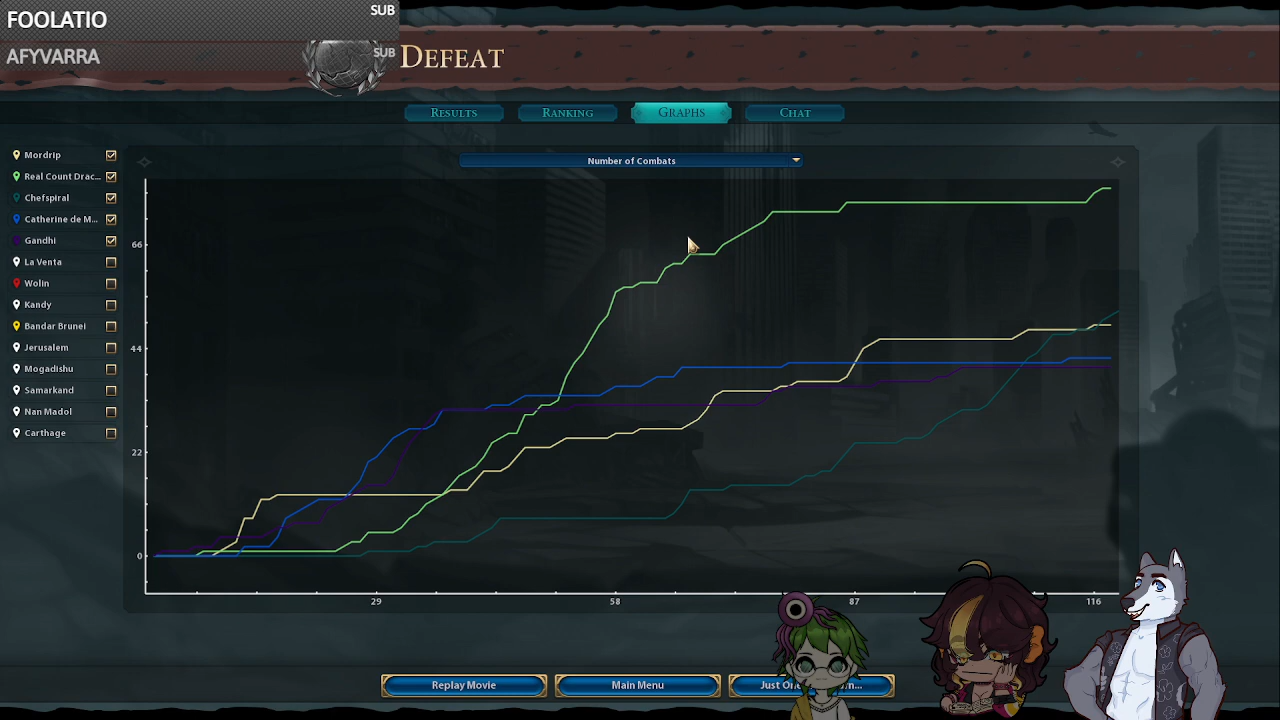 FOOLATIO
SUB
AFYVARRA
SUB
DEFEAT
RESULTS
RANKING
GRAPHS
CHAT
Number of Combats
Mordrip
Real Count Drac...
Chefspiral
Catherine de M...
Gandhi
La Venta
Wolin
Kandy
Bandar Brunei
Jerusalem
Mogadishu
Samarkand
Nan Madol
Carthage
66
44
22
0
29
58
87
116
Replay Movie
Main Menu
Just